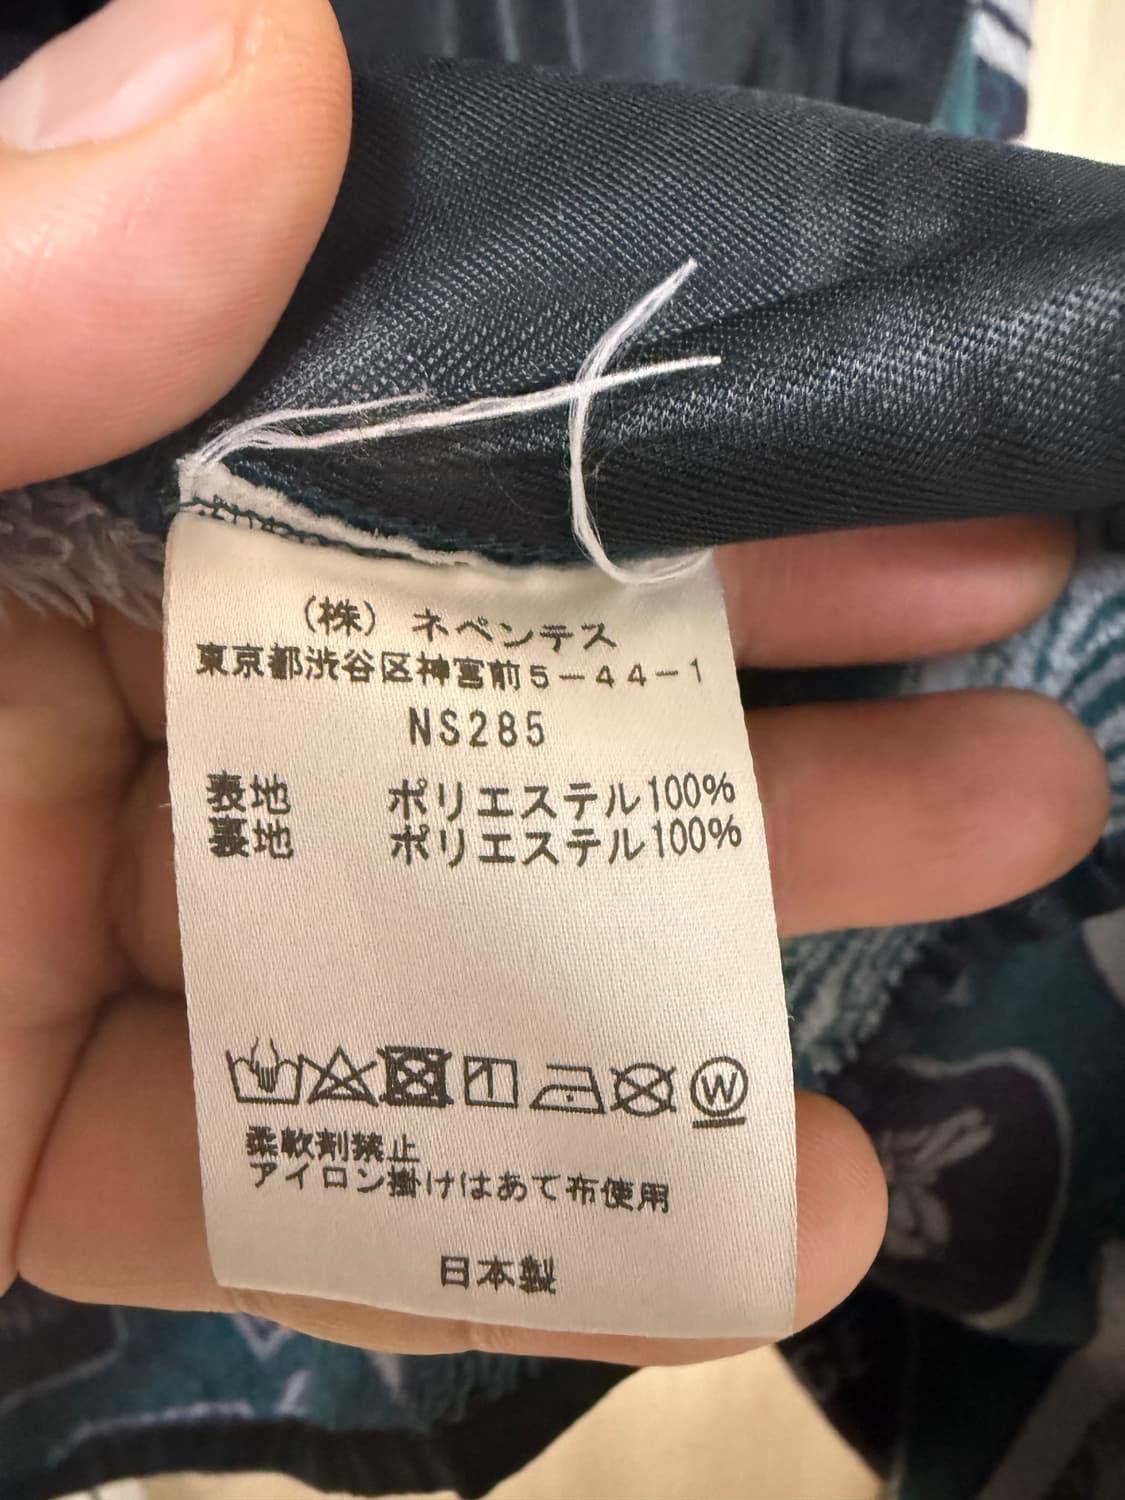 (株) ネペンテス
東京都渋谷区神宮前5-44-1
NS285
表地 ポリエステル100%
裏地 ポリエステル100%
W
柔軟剤禁止
アイロン掛けはあて布使用
日本製